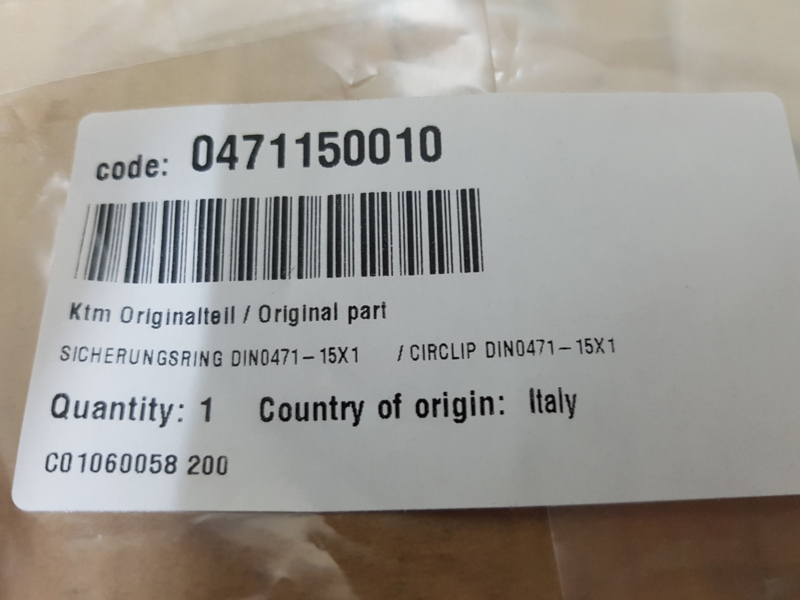 code: 0471150010
Ktm Originalteil / Original part
SICHERUNGSRING DIN0471-15X1 / CIRCLIP DIN0471-15X1
Quantity: 1 Country of origin: Italy
C01060058 200